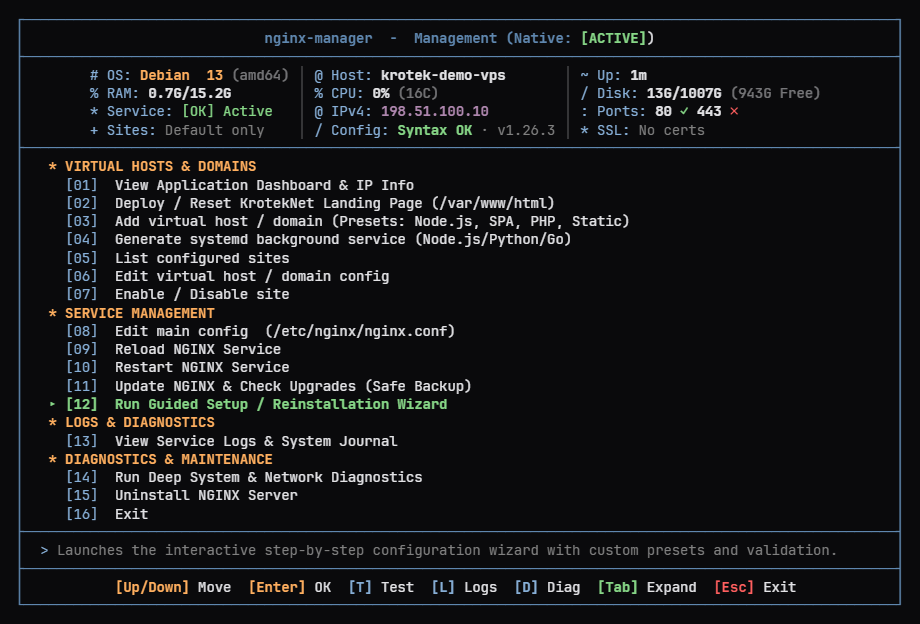 nginx-manager  -  Management (Native: [ACTIVE])
# OS: Debian  13 (amd64) │ @ Host: krotek-demo-vps │ ~ Up: 1m
% RAM: 0.7G/15.2G │ % CPU: 0% (16C) │ / Disk: 13G/1007G (943G Free)
* Service: [OK] Active │ @ IPv4: 198.51.100.10 │ : Ports: 80 ✓ 443 ✕
+ Sites: Default only │ / Config: Syntax OK · v1.26.3 │ * SSL: No certs
* VIRTUAL HOSTS & DOMAINS
[01]  View Application Dashboard & IP Info
[02]  Deploy / Reset KrotekNet Landing Page (/var/www/html)
[03]  Add virtual host / domain (Presets: Node.js, SPA, PHP, Static)
[04]  Generate systemd background service (Node.js/Python/Go)
[05]  List configured sites
[06]  Edit virtual host / domain config
[07]  Enable / Disable site
* SERVICE MANAGEMENT
[08]  Edit main config  (/etc/nginx/nginx.conf)
[09]  Reload NGINX Service
[10]  Restart NGINX Service
[11]  Update NGINX & Check Upgrades (Safe Backup)
▸ [12]  Run Guided Setup / Reinstallation Wizard
* LOGS & DIAGNOSTICS
[13]  View Service Logs & System Journal
* DIAGNOSTICS & MAINTENANCE
[14]  Run Deep System & Network Diagnostics
[15]  Uninstall NGINX Server
[16]  Exit
> Launches the interactive step-by-step configuration wizard with custom presets and validation.
[Up/Down] Move  [Enter] OK  [T] Test  [L] Logs  [D] Diag  [Tab] Expand  [Esc] Exit